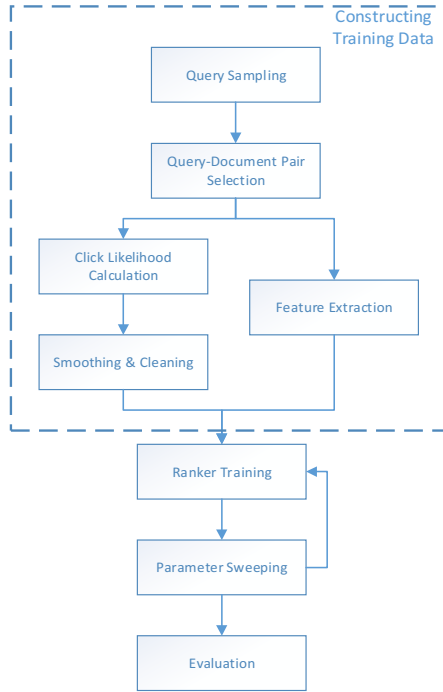 Constructing
Training Data
Query Sampling
Query-Document Pair
Selection
Click Likelihood
Calculation
Feature Extraction
Smoothing & Cleaning
Ranker Training
Parameter Sweeping
Evaluation